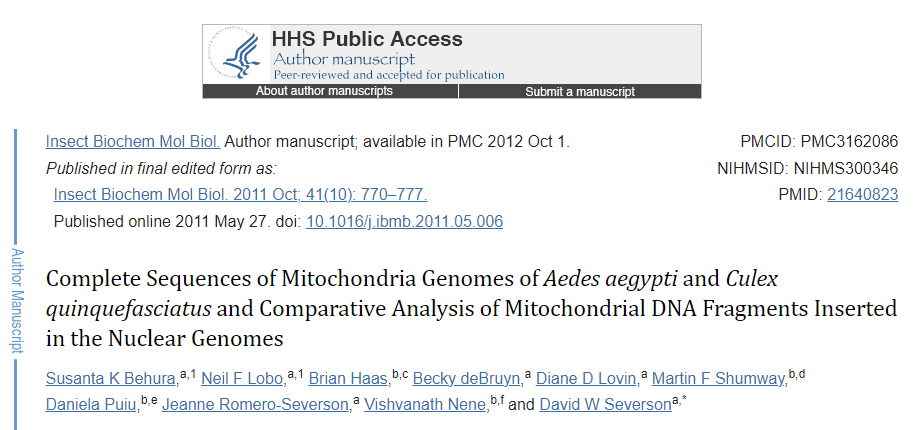 HHS Public Access
Author manuscript
Peer-reviewed and accepted for publication
About author manuscripts Submit a manuscript
Insect Biochem Mol Biol. Author manuscript; available in PMC 2012 Oct 1. PMCID: PMC3162086
Published in final edited form as: NIHMSID: NIHMS300346
Insect Biochem Mol Biol. 2011 Oct; 41(10): 770–777. PMID: 21640823
Published online 2011 May 27. doi: 10.1016/j.ibmb.2011.05.006
Author Manuscript
Complete Sequences of Mitochondria Genomes of Aedes aegypti and Culex
quinquefasciatus and Comparative Analysis of Mitochondrial DNA Fragments Inserted
in the Nuclear Genomes
Susanta K Behura,a,1 Neil F Lobo,a,1 Brian Haas,b,c Becky deBruyn,a Diane D Lovin,a Martin F Shumway,b,d
Daniela Puiu,b,e Jeanne Romero-Severson,a Vishvanath Nene,b,f and David W Seversona,*